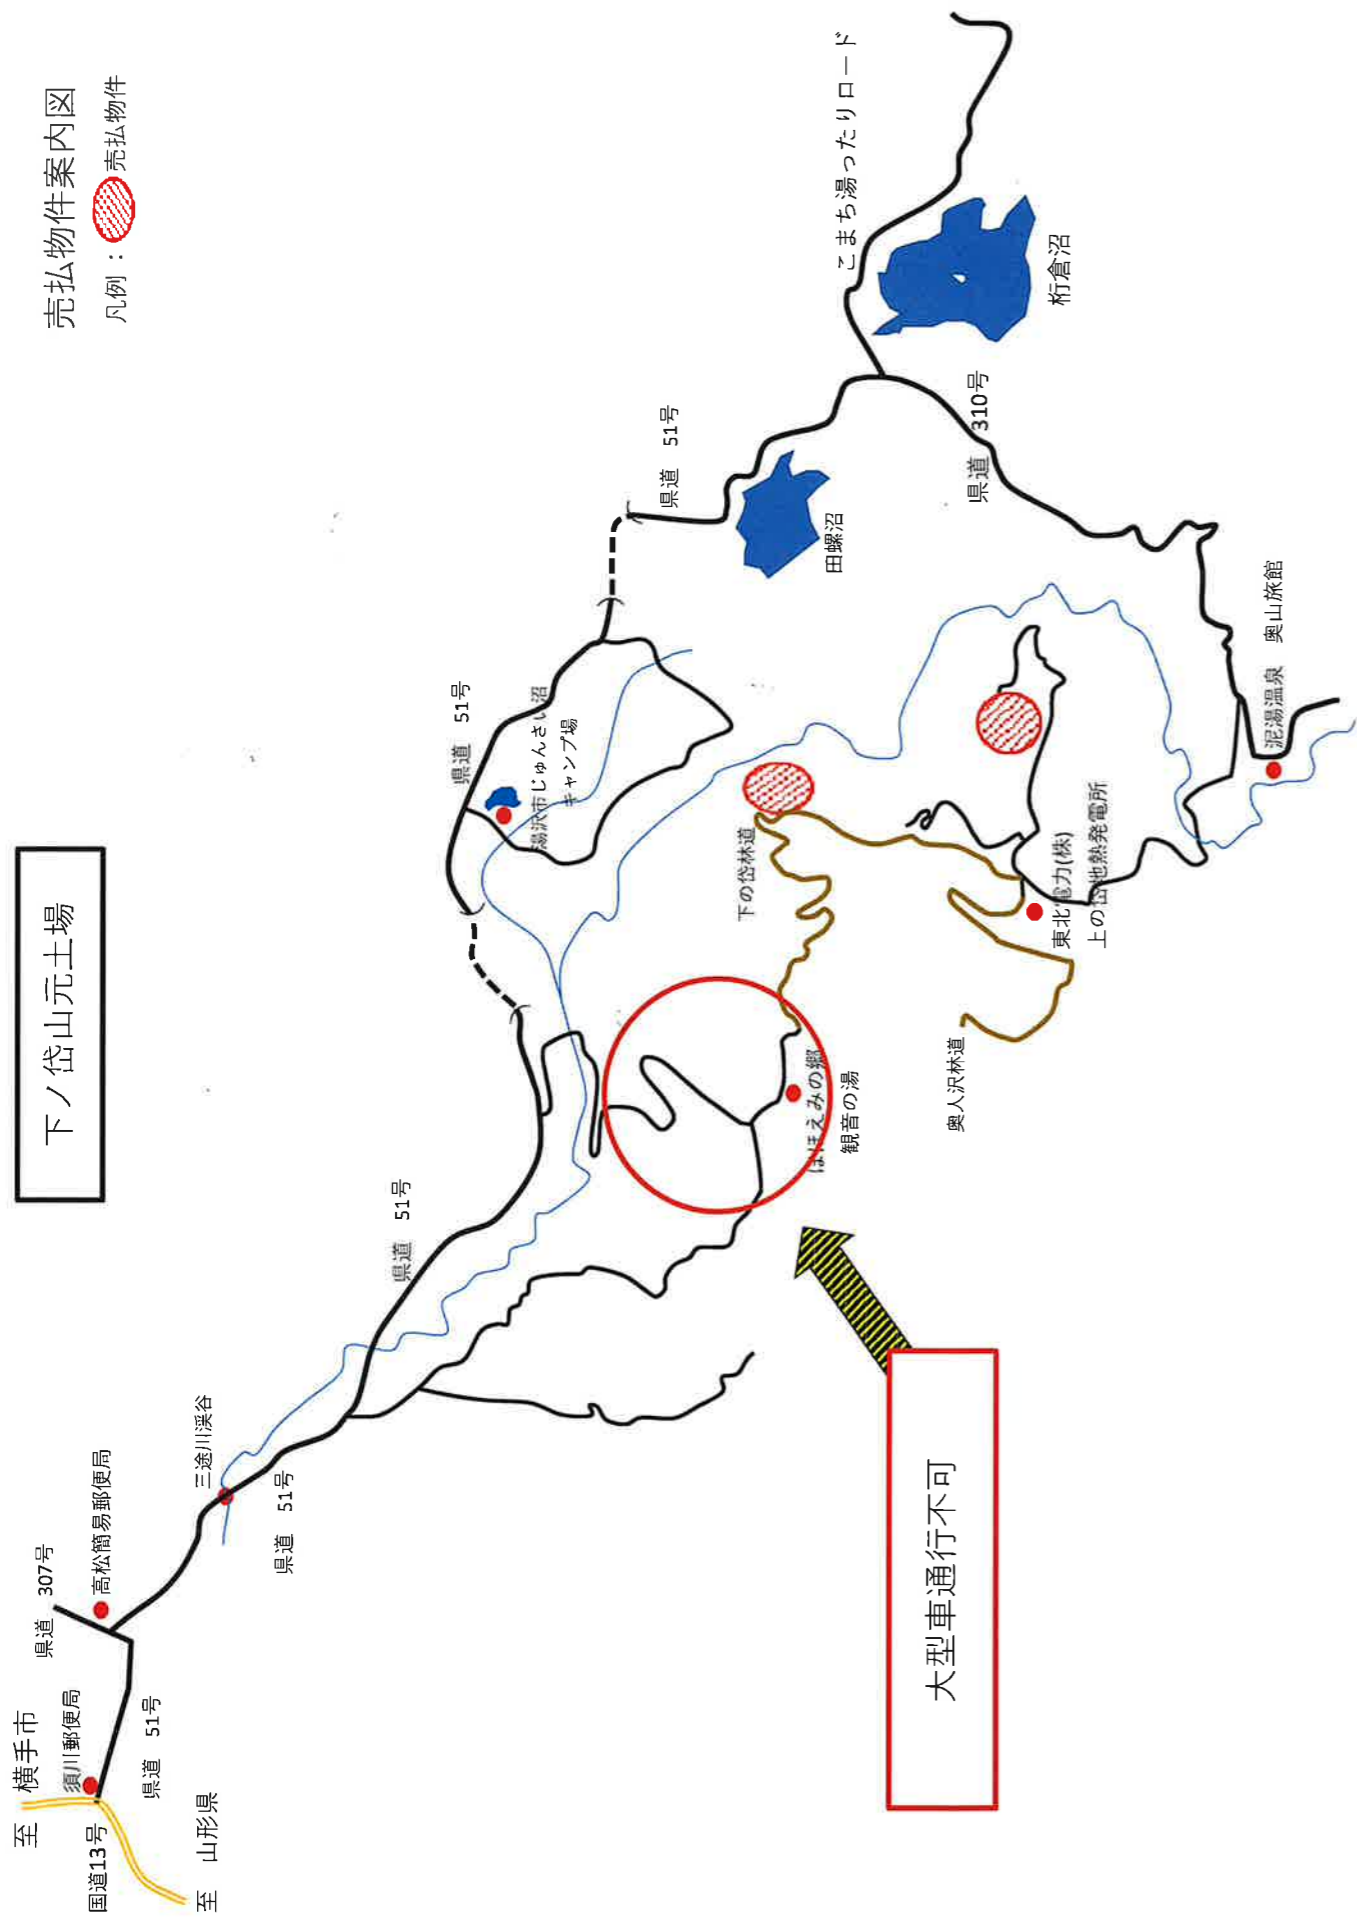 下ノ岱山元土場
売払物件案内図
凡例：売払物件
至　横手市
県道　307号
須川郵便局
高松簡易郵便局
国道13号
県道　51号
至　山形県
三途川渓谷
県道　51号
県道　51号
県道　51号
湯沢市じゅんさい沼
キャンプ場
県道　51号
こまち湯ったりロード
田螺沼
桁倉沼
県道　310号
下の岱林道
ほほえみの郷
観音の湯
奥人沢林道
東北電力(株)
上の岱地熱発電所
泥湯温泉　奥山旅館
大型車通行不可